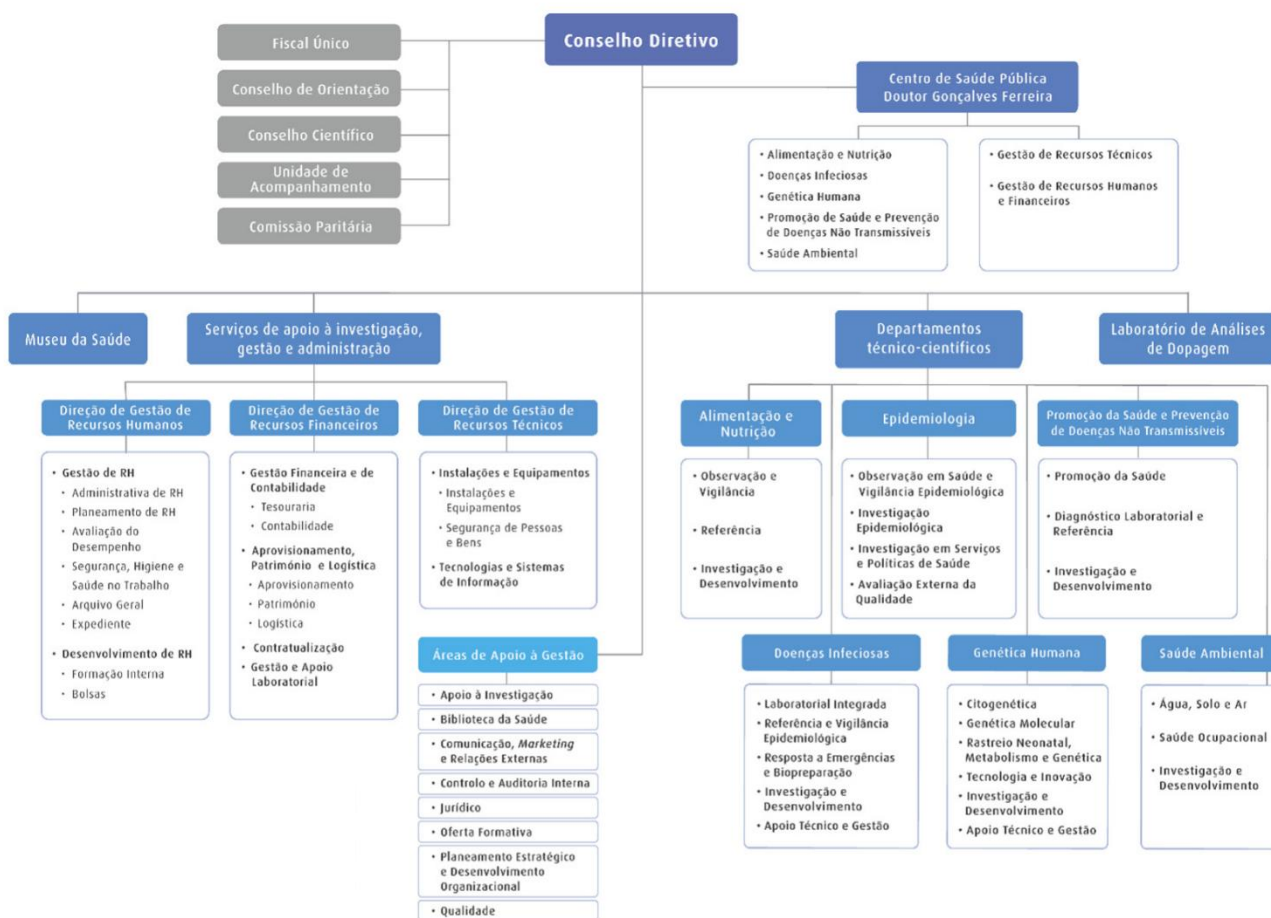 Conselho Diretivo
Fiscal Único
Conselho de Orientação
Conselho Científico
Unidade de
Acompanhamento
Comissão Paritária
Centro de Saúde Pública
Doutor Gonçalves Ferreira
• Alimentação e Nutrição
• Doenças Infeciosas
• Genética Humana
• Promoção de Saúde e Prevenção
de Doenças Não Transmissíveis
• Saúde Ambiental
• Gestão de Recursos Técnicos
• Gestão de Recursos Humanos
e Financeiros
Museu da Saúde
Serviços de apoio à investigação,
gestão e administração
Departamentos
técnico-científicos
Laboratório de Análises
de Dopagem
Direção de Gestão de
Recursos Humanos
• Gestão de RH
• Administrativa de RH
• Planeamento de RH
• Avaliação do
Desempenho
• Segurança, Higiene e
Saúde no Trabalho
• Arquivo Geral
• Expediente
• Desenvolvimento de RH
• Formação Interna
• Bolsas
Direção de Gestão de
Recursos Financeiros
• Gestão Financeira e de
Contabilidade
• Tesouraria
• Contabilidade
• Aprovisionamento,
Património e Logística
• Aprovisionamento
• Património
• Logística
• Contratualização
• Gestão e Apoio
Laboratorial
Direção de Gestão de
Recursos Técnicos
• Instalações e Equipamentos
• Instalações e
Equipamentos
• Segurança de Pessoas
e Bens
• Tecnologias e Sistemas
de Informação
Áreas de Apoio à Gestão
• Apoio à Investigação
• Biblioteca da Saúde
• Comunicação, Marketing
e Relações Externas
• Controlo e Auditoria Interna
• Jurídico
• Oferta Formativa
• Planeamento Estratégico
e Desenvolvimento
Organizacional
• Qualidade
Alimentação e
Nutrição
• Observação e
Vigilância
• Referência
• Investigação e
Desenvolvimento
Epidemiologia
• Observação em Saúde e
Vigilância Epidemiológica
• Investigação
Epidemiológica
• Investigação em Serviços
e Políticas de Saúde
• Avaliação Externa da
Qualidade
Promoção da Saúde e Prevenção
de Doenças Não Transmissíveis
• Promoção da Saúde
• Diagnóstico Laboratorial e
Referência
• Investigação e
Desenvolvimento
Doenças Infeciosas
• Laboratorial Integrada
• Referência e Vigilância
Epidemiológica
• Resposta a Emergências
e Biopreparação
• Investigação e
Desenvolvimento
• Apoio Técnico e Gestão
Genética Humana
• Citogenética
• Genética Molecular
• Rastreio Neonatal,
Metabolismo e Genética
• Tecnologia e Inovação
• Investigação e
Desenvolvimento
• Apoio Técnico e Gestão
Saúde Ambiental
• Água, Solo e Ar
• Saúde Ocupacional
• Investigação e
Desenvolvimento